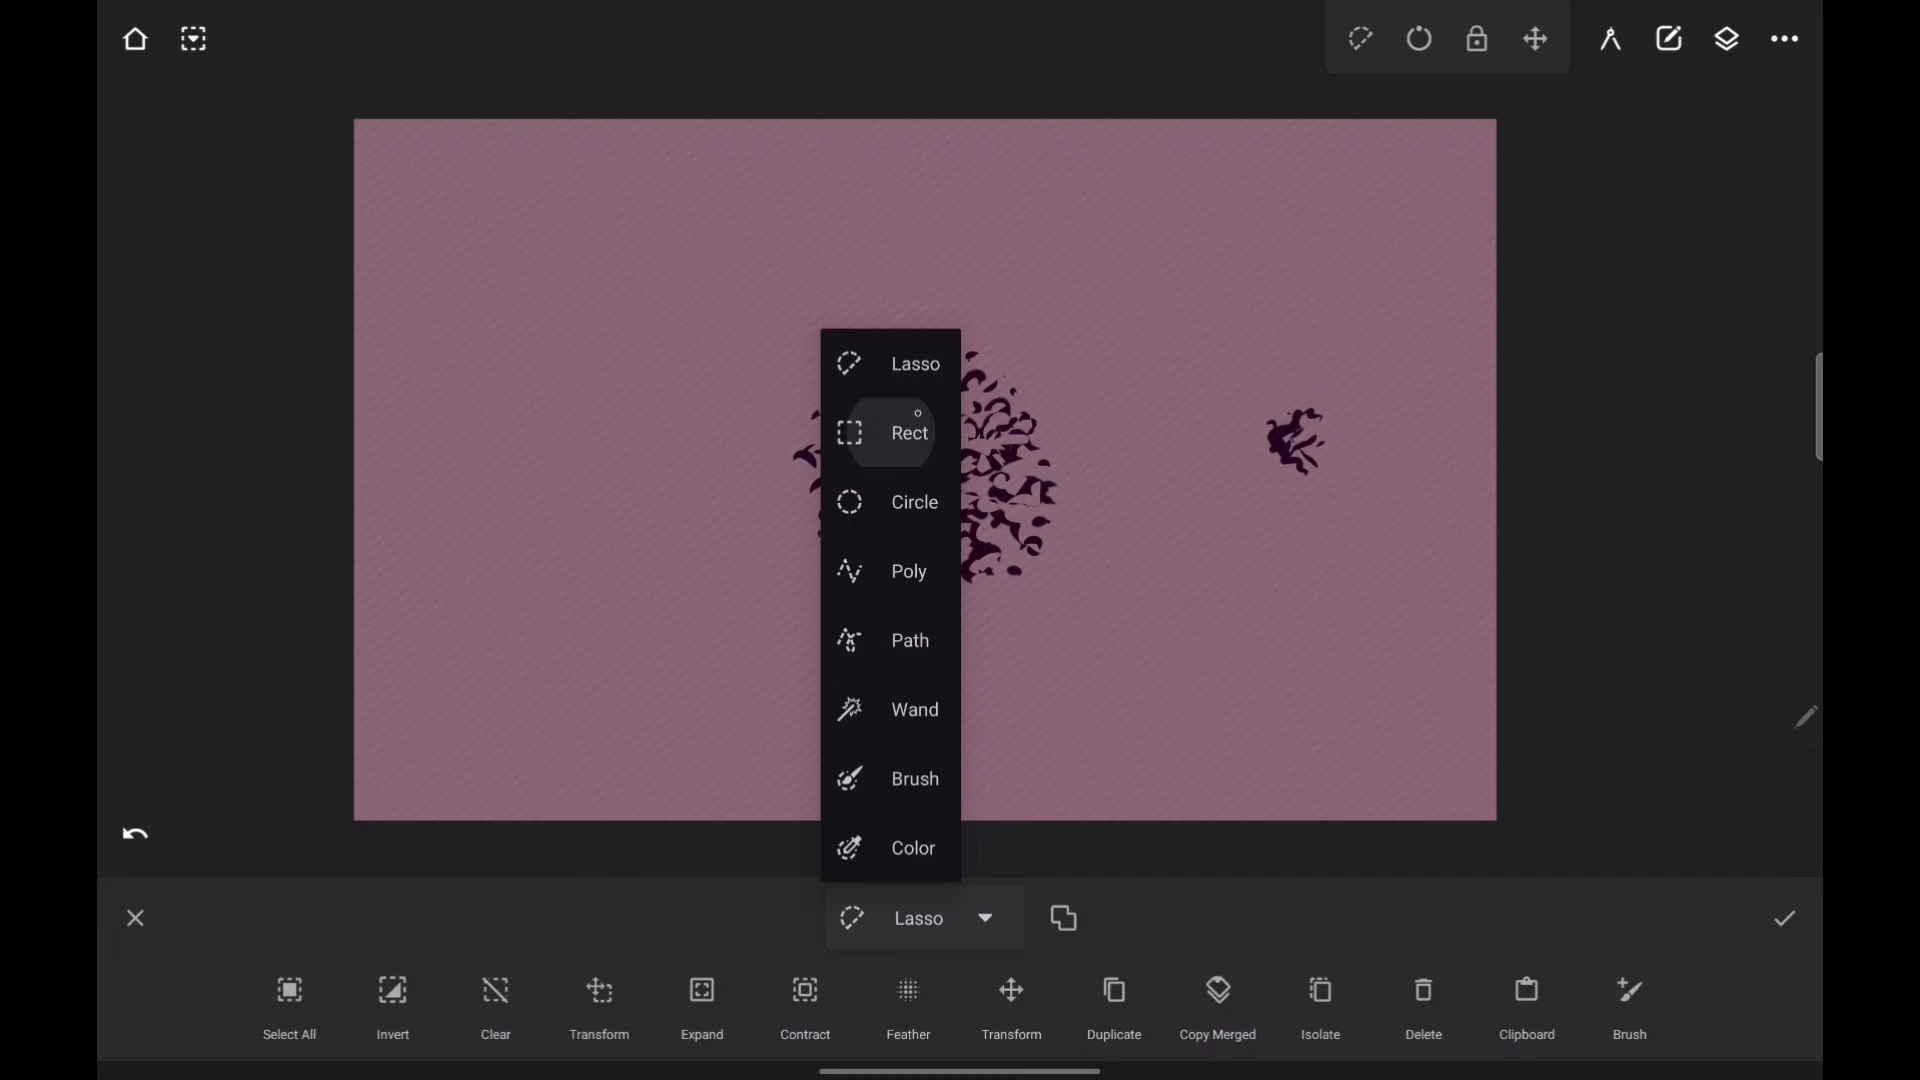 Lasso
Rect
Circle
Poly
Path
Wand
Brush
Color
Lasso
Select All
Invert
Clear
Transform
Expand
Contract
Feather
Transform
Duplicate
Copy Merged
Isolate
Delete
Clipboard
Brush